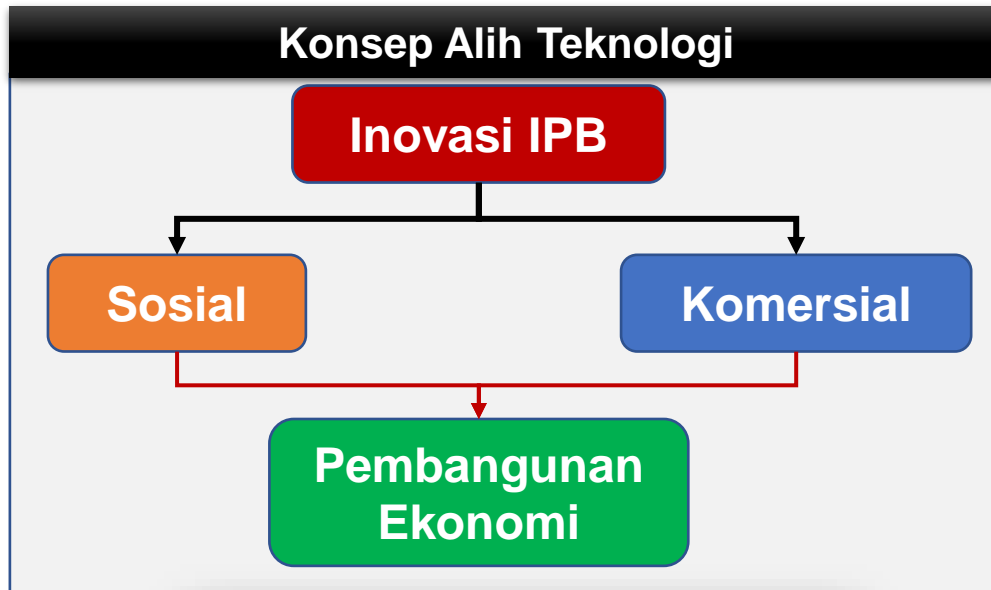 Konsep Alih Teknologi
Inovasi IPB
Sosial
Komersial
Pembangunan
Ekonomi